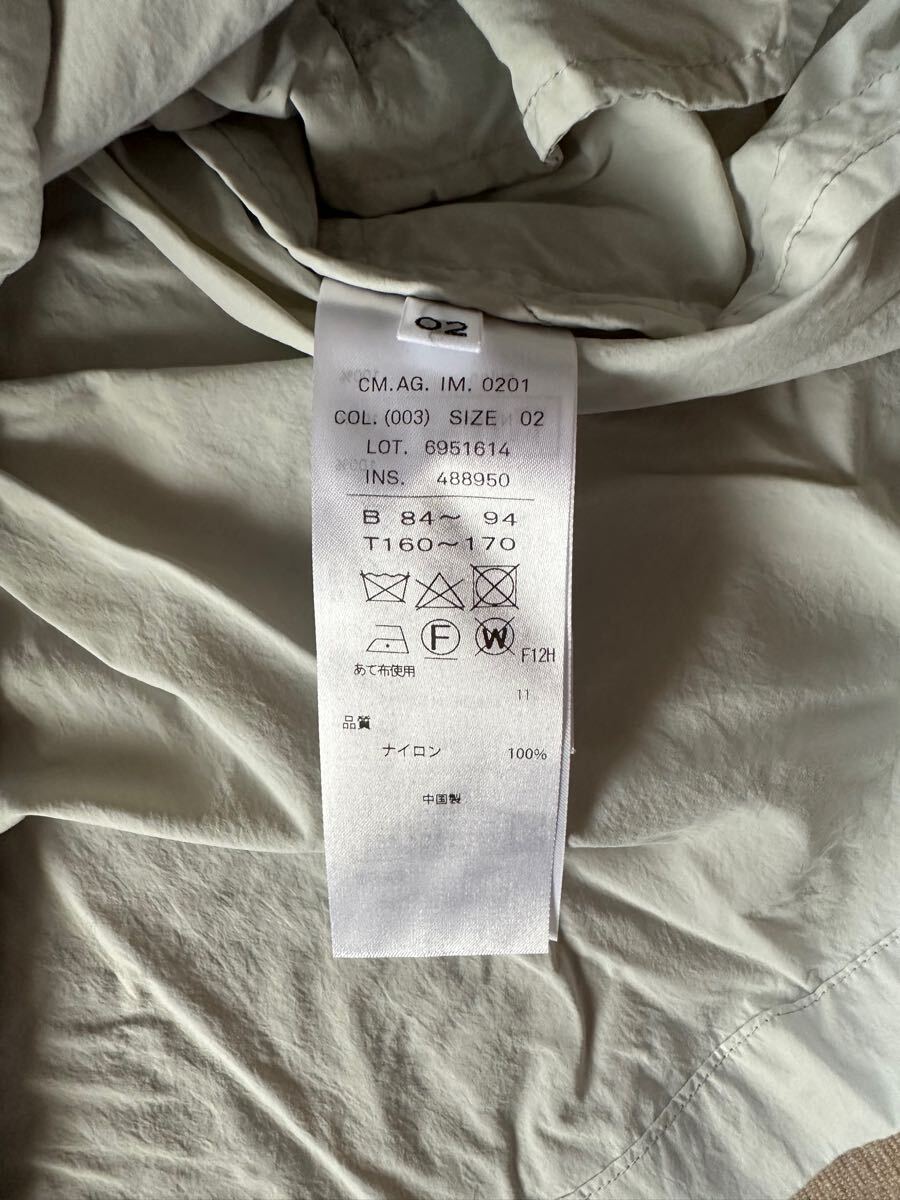 02
CM.AG. IM. 0201
COL. (003) SIZE 02
LOT. 6951614
INS. 488950
B 84～ 94
T160～170
F W F12H
あて布使用
11
品質
ナイロン 100%
中国製